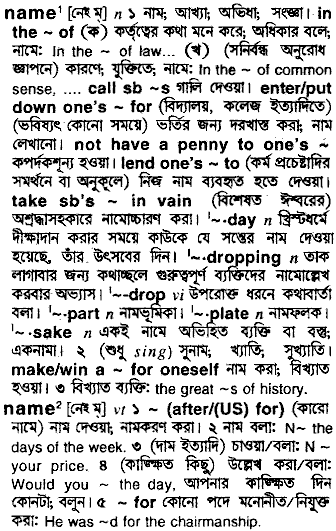 name¹ [নেইম্] n ১ নাম; আখ্যা; অভিধা; সংজ্ঞা। in
the ~ of (ক) কর্তৃত্বের কথা মনে করে; অধিকার বলে;
নামে: In the ~ of law... (খ) (সনির্বন্ধ অনুরোধ
জ্ঞাপনে) কারণে; যুক্তিতে; নামে: In the ~ of common
sense, .... call sb ~s গালি দেওয়া। enter/put
down one's ~ for (বিদ্যালয়, কলেজ ইত্যাদিতে)
(ভবিষ্যৎ কোনো সময়ে) ভর্তির জন্য দরখাস্ত করা; নাম
লেখানো। not have a penny to one's ~
কপর্দকশূন্য হওয়া। lend one's ~ to (কর্ম প্রচেষ্টাদির
সমর্থনে বা অনুকূলে) নিজ নাম ব্যবহৃত হতে দেওয়া।
take sb's ~ in vain (বিশেষত ঈশ্বরের)
অশ্রদ্ধাসহকারে নামোচ্চারণ করা। ˈ~·day n খ্রিস্টধর্মে
দীক্ষাদান করার সময়ে কাউকে যে সন্তের নাম দেওয়া
হয়েছে, তাঁর উৎসবের দিন। ˈ~·dropping n তাক
লাগাবার জন্য কথাচ্ছলে গুরুত্বপূর্ণ ব্যক্তিদের নামোল্লেখ
করবার অভ্যাস। ˈ~·drop vi উপরোক্ত ধরনে কথাবার্তা
বলা। ˈ~·part n নামভূমিকা। ˈ~·plate n নামফলক।
ˈ~·sake n একই নামে অভিহিত ব্যক্তি বা বস্তু;
একনামা। ২ (শুধু sing) সুনাম; খ্যাতি; সুখ্যাতি।
make/win a ~ for oneself নাম করা; বিখ্যাত
হওয়া। ৩ বিখ্যাত ব্যক্তি: the great ~s of history.
name² [নেইম্] vt ১ ~ (after/(US) for) (কারো
নামে) নাম দেওয়া; নামকরণ করা। ২ নাম বলা: N~ the
days of the week. ৩ (দাম ইত্যাদি) চাওয়া/বলা: N ~
your price. ৪ (কাঙ্ক্ষিত কিছু) উল্লেখ করা/বলা:
Would you ~ the day, আপনার কাঙ্ক্ষিত দিন
কোনটা, বলুন। ৫ ~ for কোনো পদে মনোনীত/নিযুক্ত
করা: He was ~d for the chairmanship.